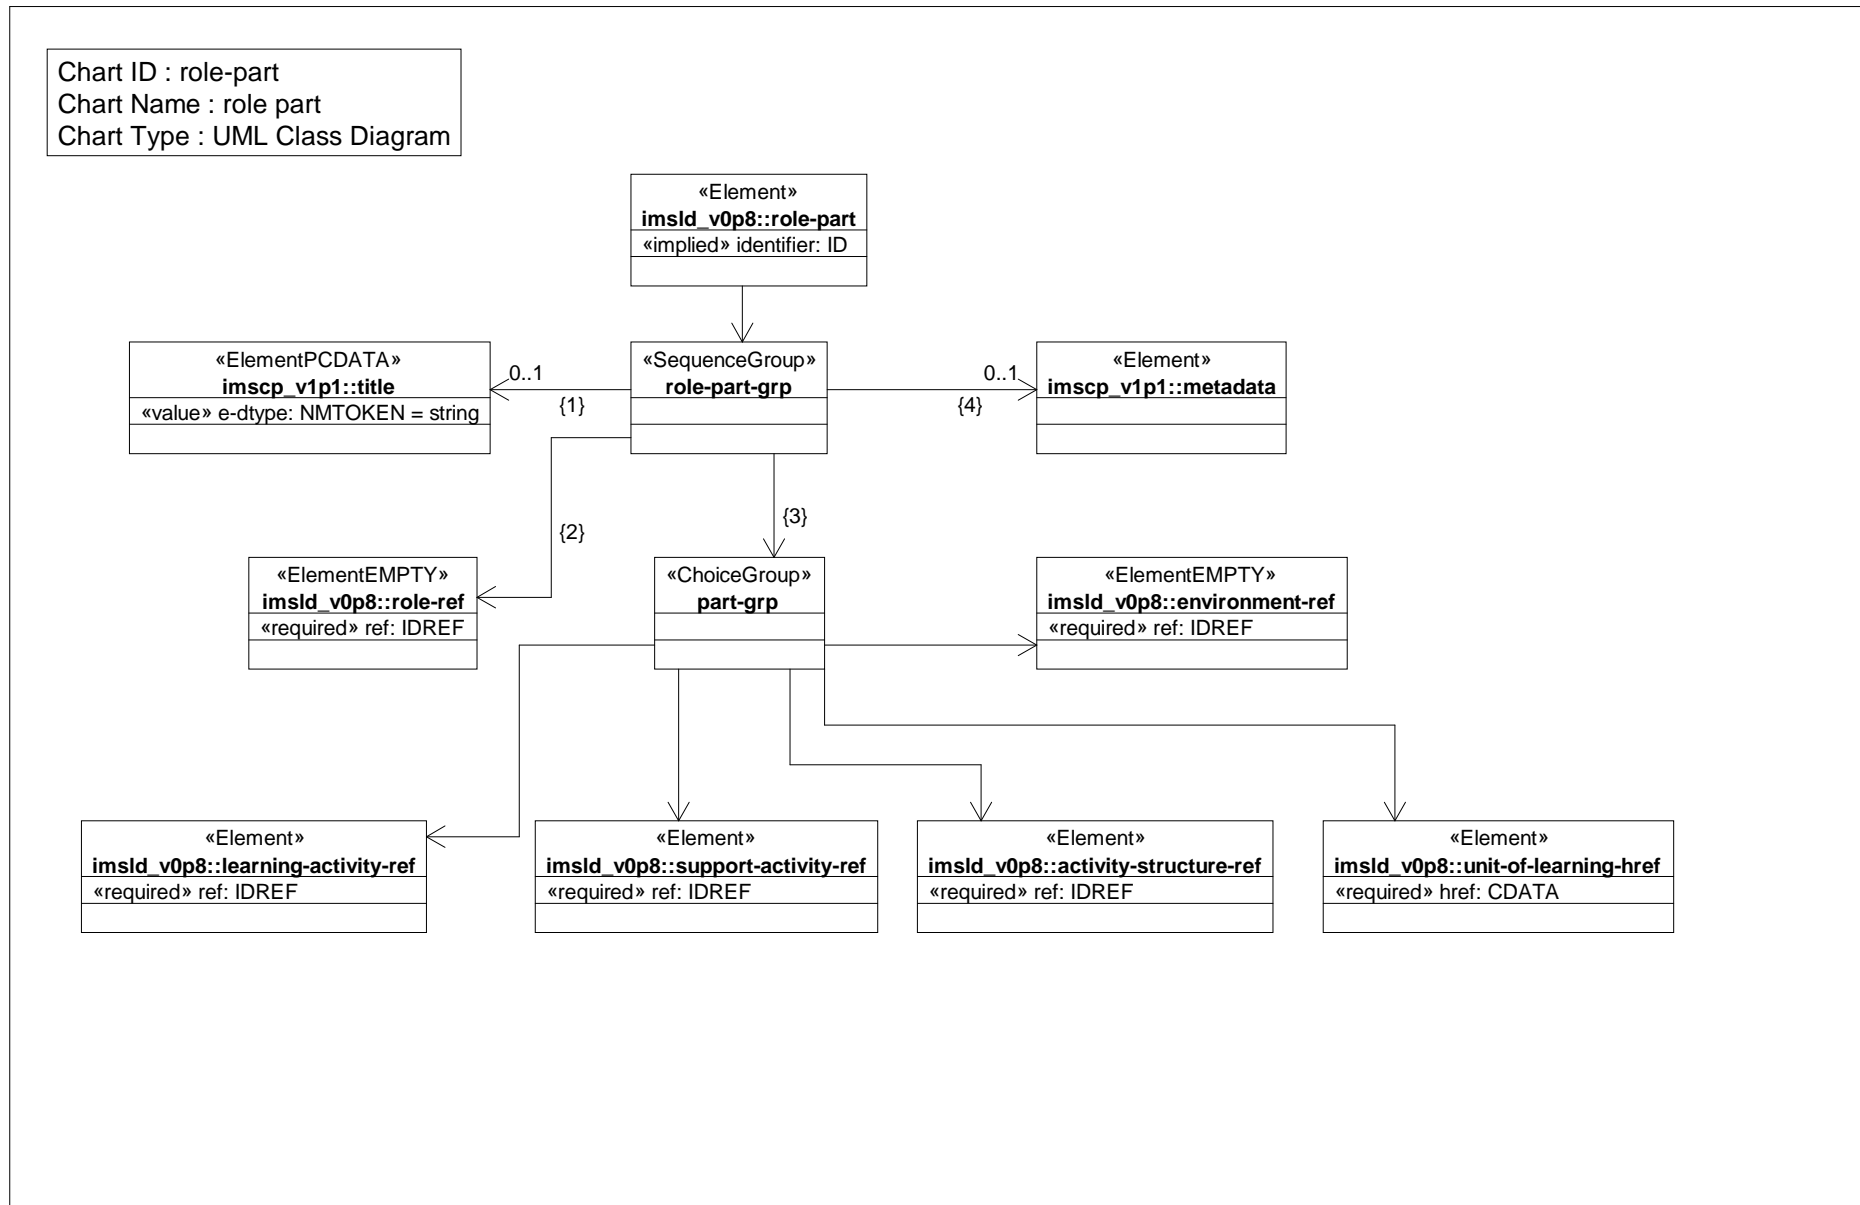 Chart ID : role-part
Chart Name : role part
Chart Type : UML Class Diagram
«Element»
imsld_v0p8::role-part
«implied» identifier: ID
«ElementPCDATA»
imscp_v1p1::title
«value» e-dtype: NMTOKEN = string
0..1
{1}
«SequenceGroup»
role-part-grp
0..1
{4}
«Element»
imscp_v1p1::metadata
{2}
{3}
«ElementEMPTY»
imsld_v0p8::role-ref
«required» ref: IDREF
«ChoiceGroup»
part-grp
«ElementEMPTY»
imsld_v0p8::environment-ref
«required» ref: IDREF
«Element»
imsld_v0p8::learning-activity-ref
«required» ref: IDREF
«Element»
imsld_v0p8::support-activity-ref
«required» ref: IDREF
«Element»
imsld_v0p8::activity-structure-ref
«required» ref: IDREF
«Element»
imsld_v0p8::unit-of-learning-href
«required» href: CDATA